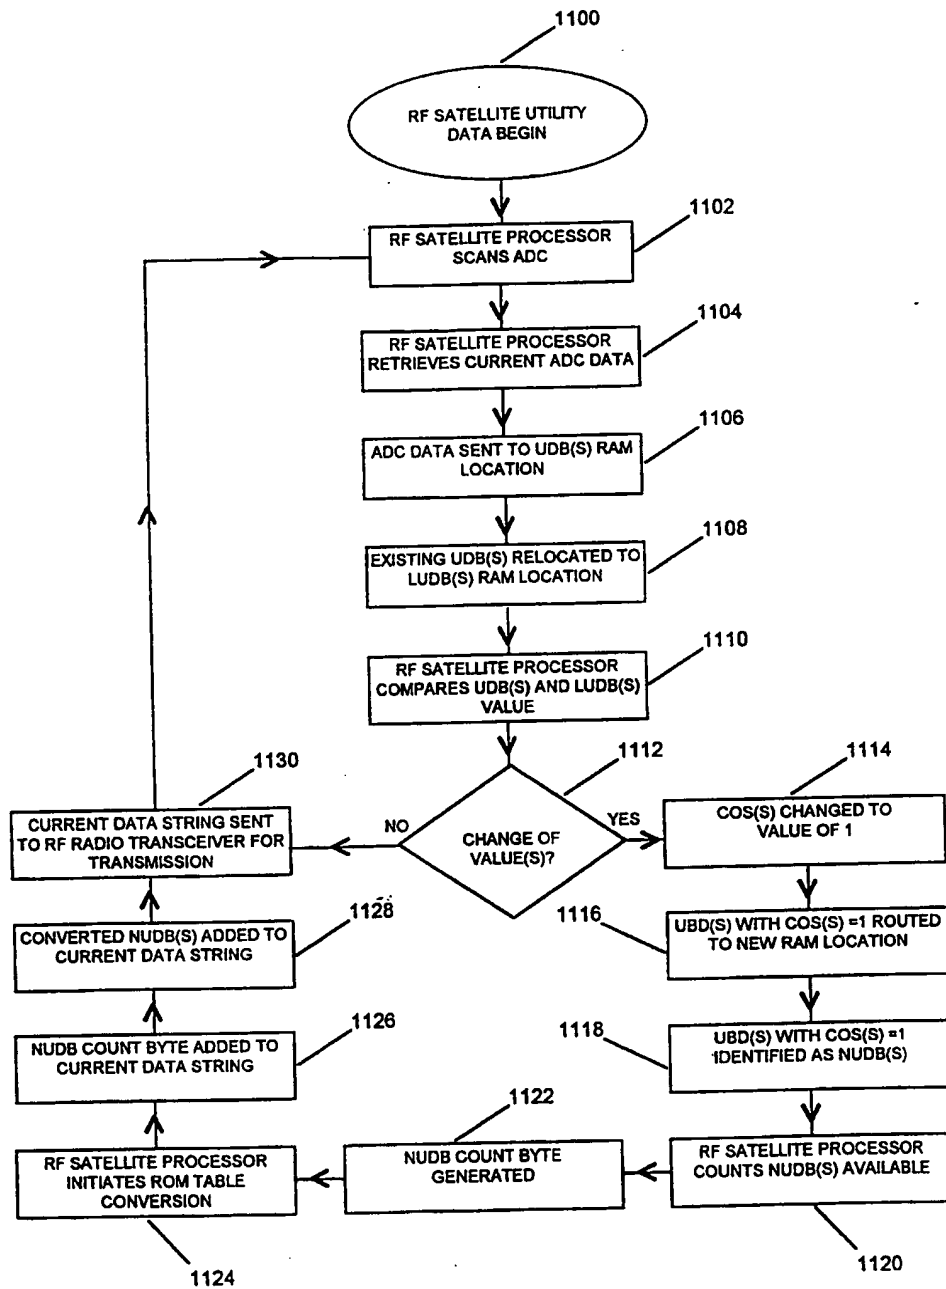 1100
RF SATELLITE UTILITY
DATA BEGIN
1102
RF SATELLITE PROCESSOR
SCANS ADC
1104
RF SATELLITE PROCESSOR
RETRIEVES CURRENT ADC DATA
1106
ADC DATA SENT TO UDB(S) RAM
LOCATION
1108
EXISTING UDB(S) RELOCATED TO
LUDB(S) RAM LOCATION
1110
RF SATELLITE PROCESSOR
COMPARES UDB(S) AND LUDB(S)
VALUE
1112
CHANGE OF
VALUE(S)?
NO
YES
1114
COS(S) CHANGED TO
VALUE OF 1
1116
UBD(S) WITH COS(S) =1 ROUTED
TO NEW RAM LOCATION
1118
UBD(S) WITH COS(S) =1
IDENTIFIED AS NUDB(S)
RF SATELLITE PROCESSOR
COUNTS NUDB(S) AVAILABLE
1120
1122
NUDB COUNT BYTE
GENERATED
RF SATELLITE PROCESSOR
INITIATES ROM TABLE
CONVERSION
1124
1126
NUDB COUNT BYTE ADDED TO
CURRENT DATA STRING
1128
CONVERTED NUDB(S) ADDED TO
CURRENT DATA STRING
1130
CURRENT DATA STRING SENT
TO RF RADIO TRANSCEIVER FOR
TRANSMISSION